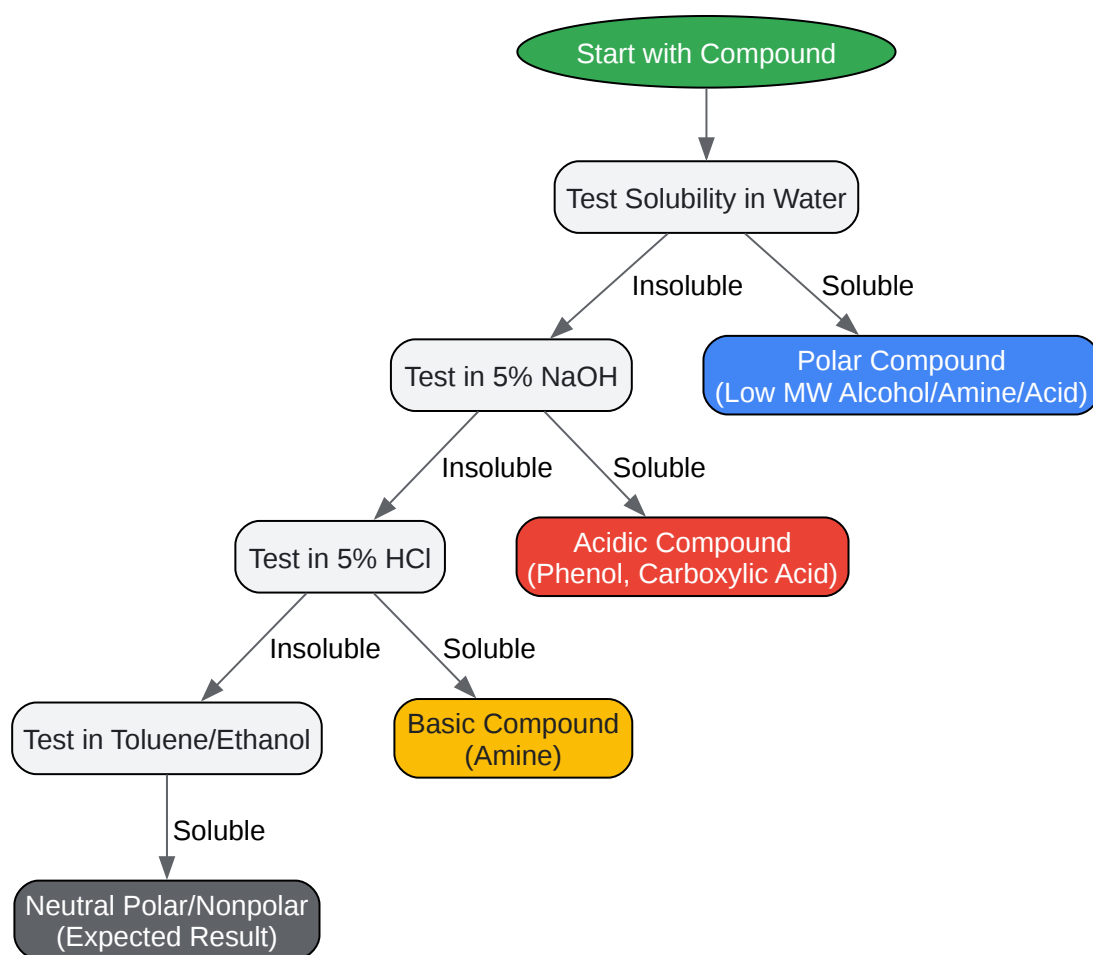 Start with Compound
Test Solubility in Water
Insoluble
Soluble
Test in 5% NaOH
Polar Compound
(Low MW Alcohol/Amine/Acid)
Insoluble
Soluble
Test in 5% HCl
Acidic Compound
(Phenol, Carboxylic Acid)
Insoluble
Soluble
Test in Toluene/Ethanol
Basic Compound
(Amine)
Soluble
Neutral Polar/Nonpolar
(Expected Result)